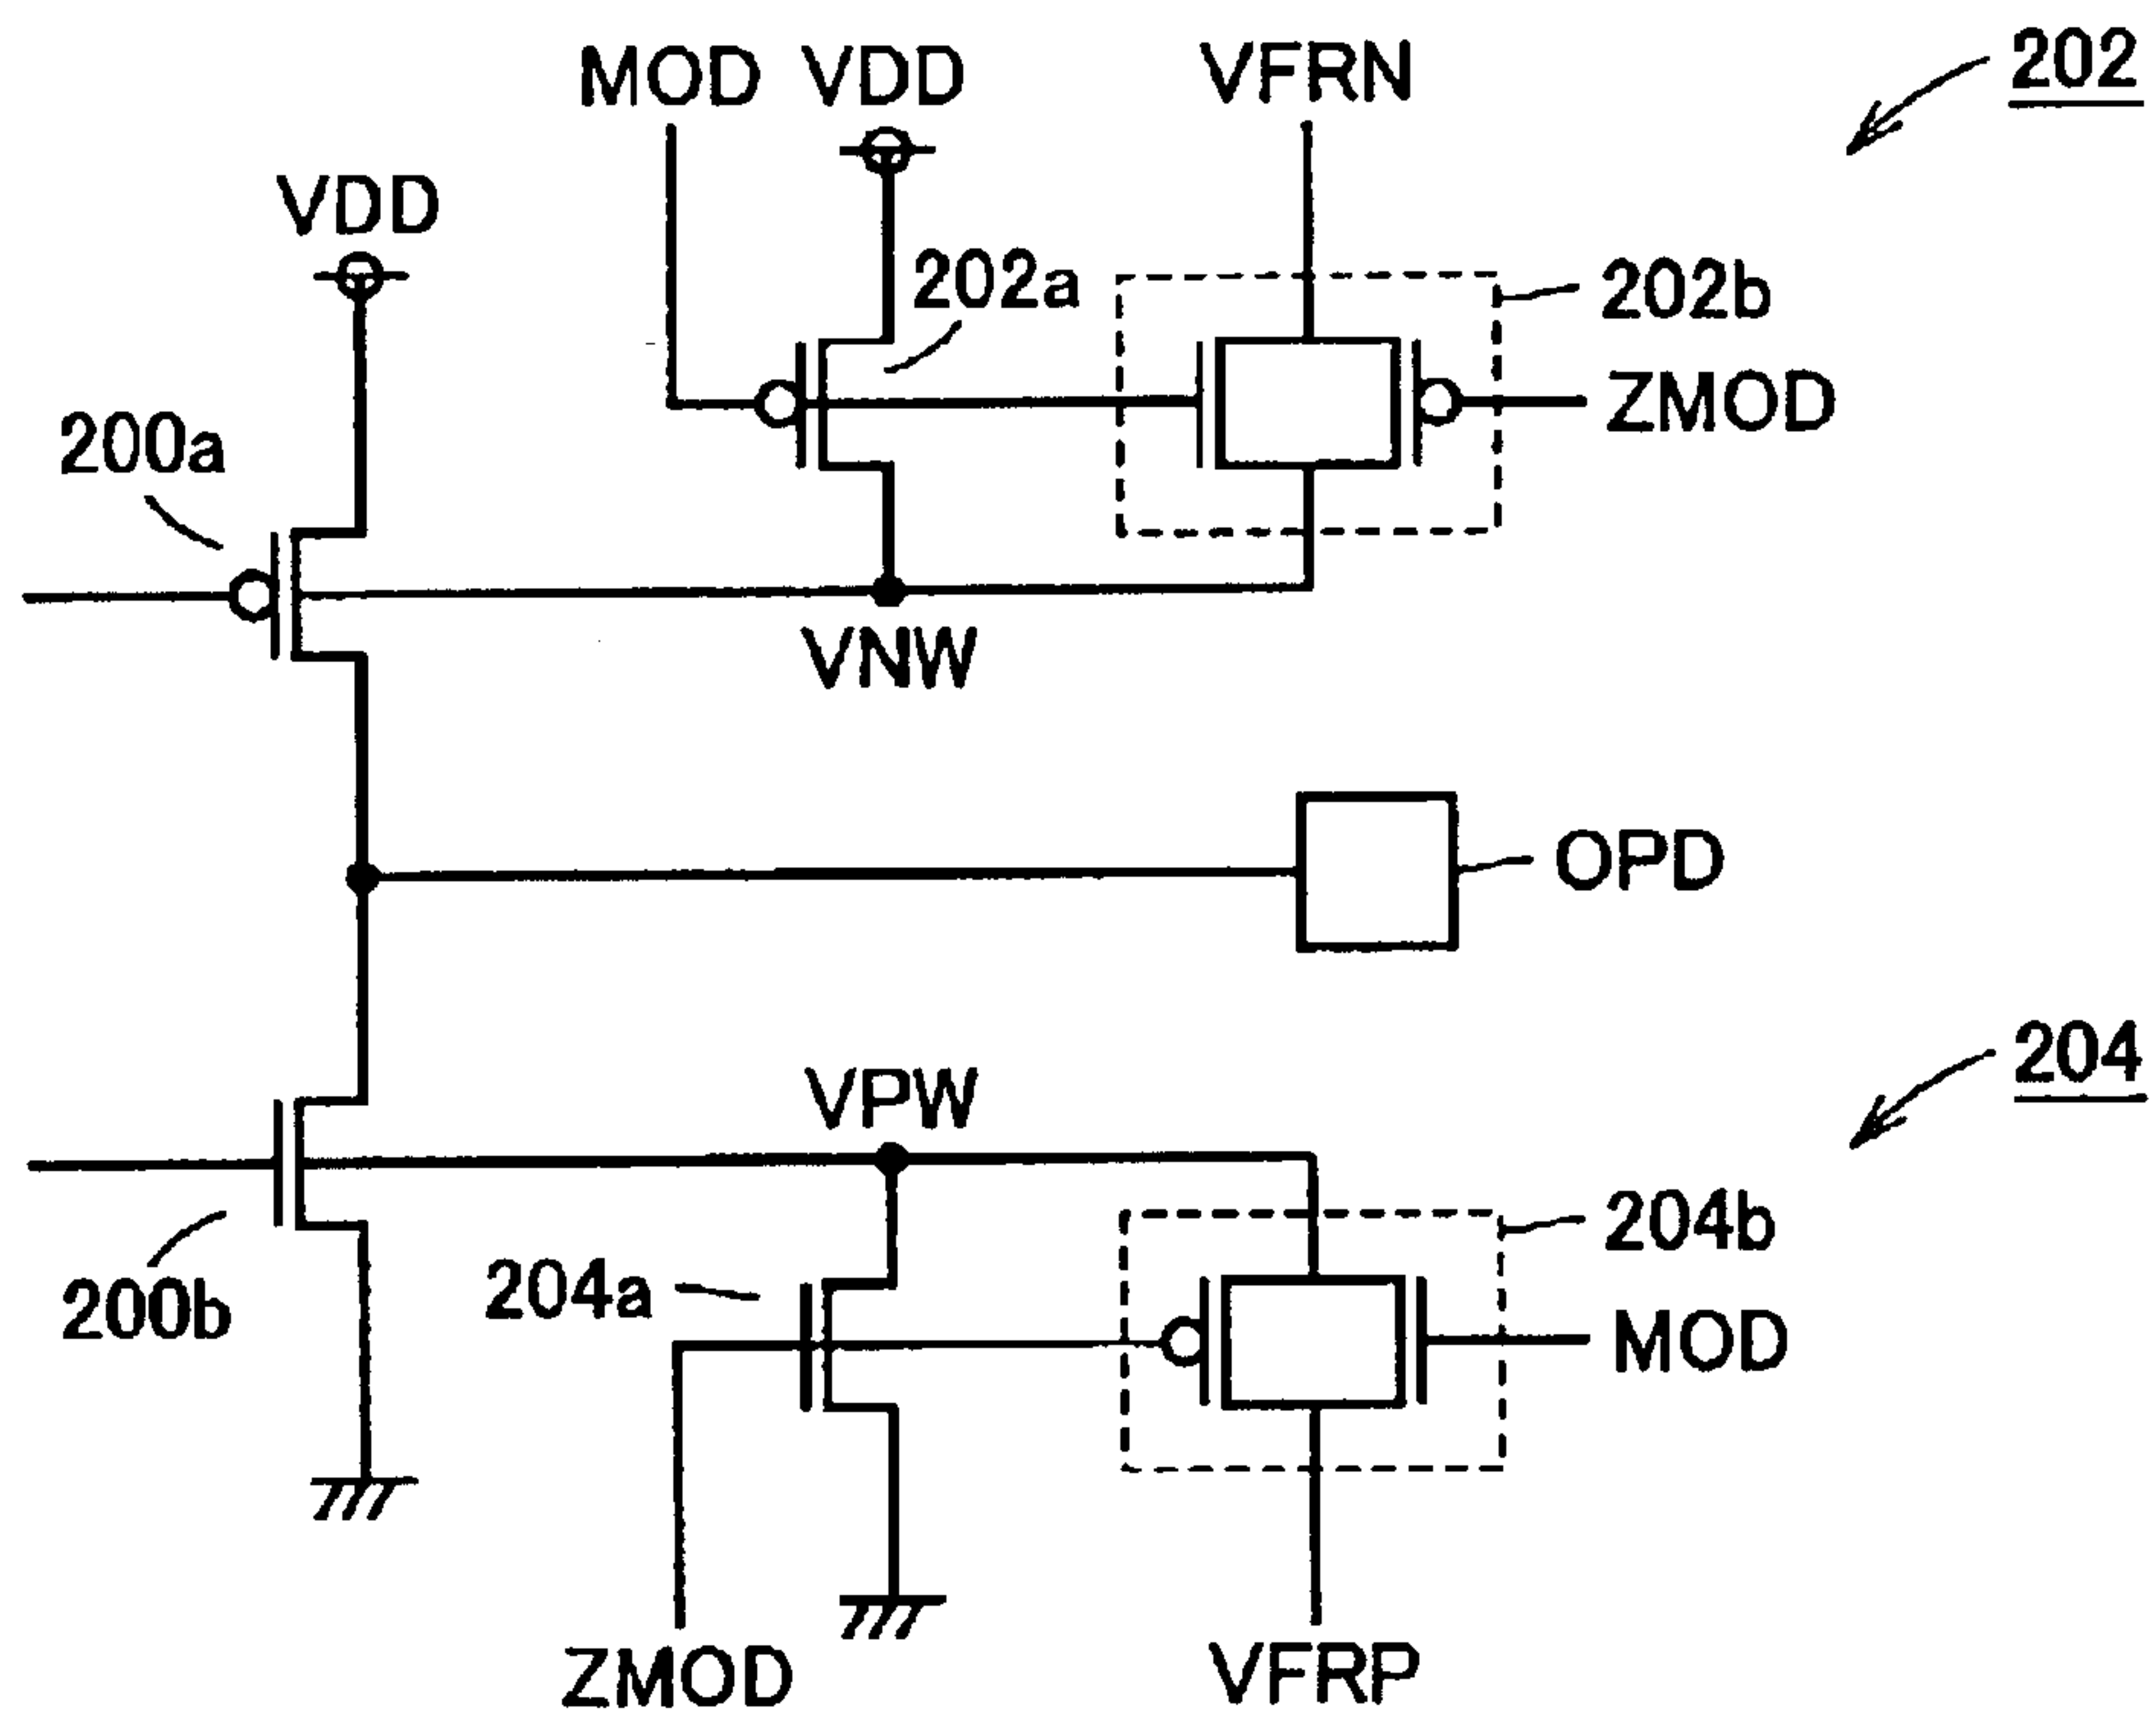 MOD VDD VFRN 202
VDD
202a 202b
ZMOD
200a
VNW
OPD
204
VPW
204b
204a
200b MOD
ZMOD VFRP